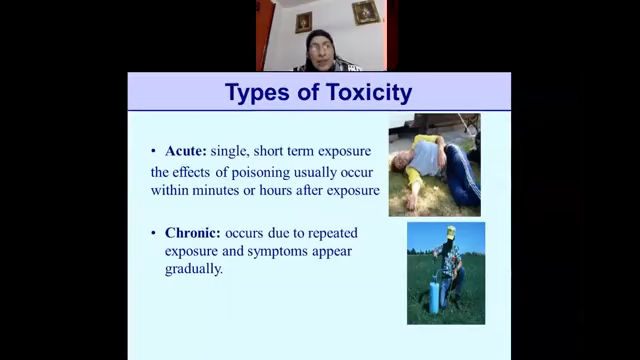 Types of Toxicity
• Acute: single, short term exposure
the effects of poisoning usually occur
within minutes or hours after exposure
• Chronic: occurs due to repeated
exposure and symptoms appear
gradually.